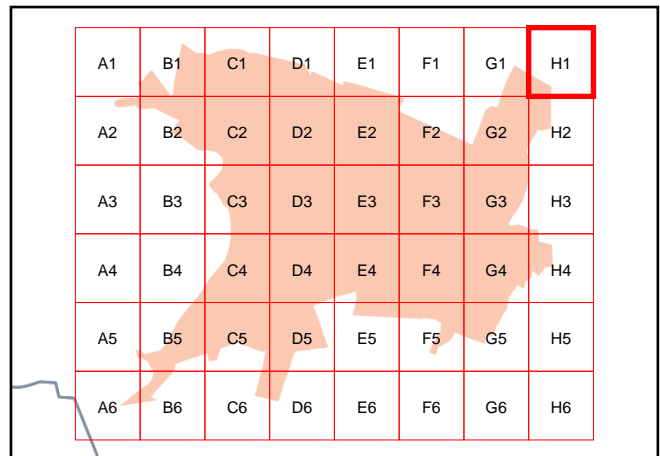 A1 B1 C1 D1 E1 F1 G1 H1
A2 B2 C2 D2 E2 F2 G2 H2
A3 B3 C3 D3 E3 F3 G3 H3
A4 B4 C4 D4 E4 F4 G4 H4
A5 B5 C5 D5 E5 F5 G5 H5
A6 B6 C6 D6 E6 F6 G6 H6